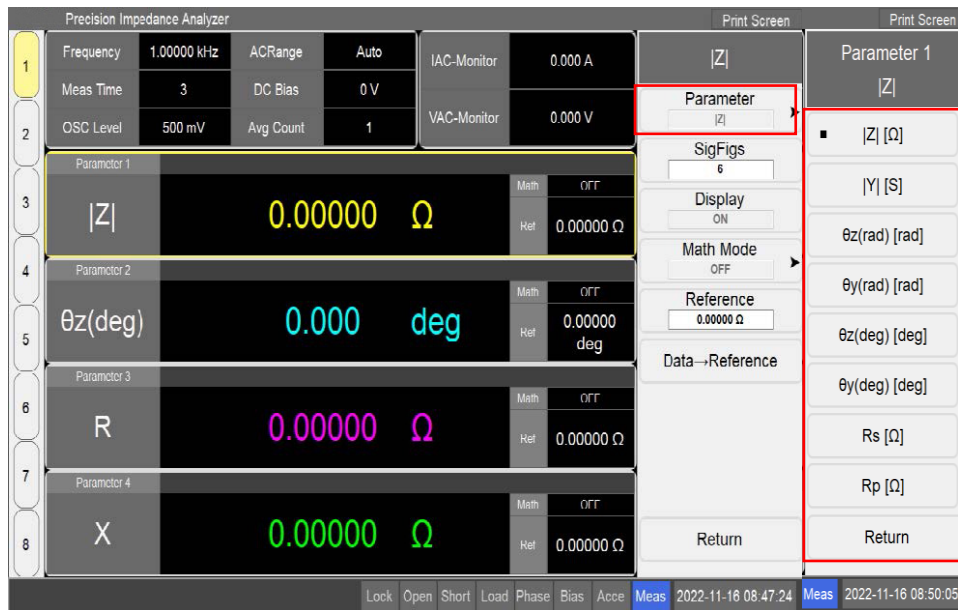 Precision Impedance Analyzer
Print Screen
Print Screen
1
2
3
4
5
6
7
8
Frequency 1.00000 kHz ACRange Auto
Meas Time 3 DC Bias 0 V
OSC Level 500 mV Avg Count 1
IAC-Monitor 0.000 A
VAC-Monitor 0.000 V
Parameter 1
|Z| 0.00000 Ω
Math OFF
Ref 0.00000 Ω
Parameter 2
θz(deg) 0.000 deg
Math OFF
Ref 0.00000
deg
Parameter 3
R 0.00000 Ω
Math OFF
Ref 0.00000 Ω
Parameter 4
X 0.00000 Ω
Math OFF
Ref 0.00000 Ω
|Z|
Parameter
|Z|
SigFigs
6
Display
ON
Math Mode
OFF
Reference
0.00000 Ω
Data→Reference
Return
Parameter 1
|Z|
|Z| [Ω]
|Y| [S]
θz(rad) [rad]
θy(rad) [rad]
θz(deg) [deg]
θy(deg) [deg]
Rs [Ω]
Rp [Ω]
Return
Lock Open Short Load Phase Bias Acce Meas 2022-11-16 08:47:24
Meas 2022-11-16 08:50:05